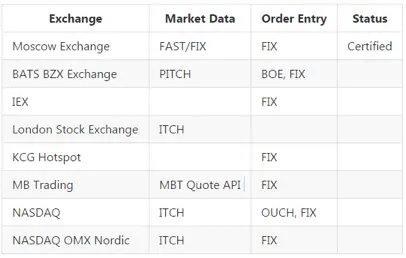 Exchange Market Data Order Entry Status
Moscow Exchange FAST/FIX FIX Certified
BATS BZX Exchange PITCH BOE, FIX
IEX FIX
London Stock Exchange ITCH
KCG Hotspot FIX
MB Trading MBT Quote API FIX
NASDAQ ITCH OUCH, FIX
NASDAQ OMX Nordic ITCH FIX